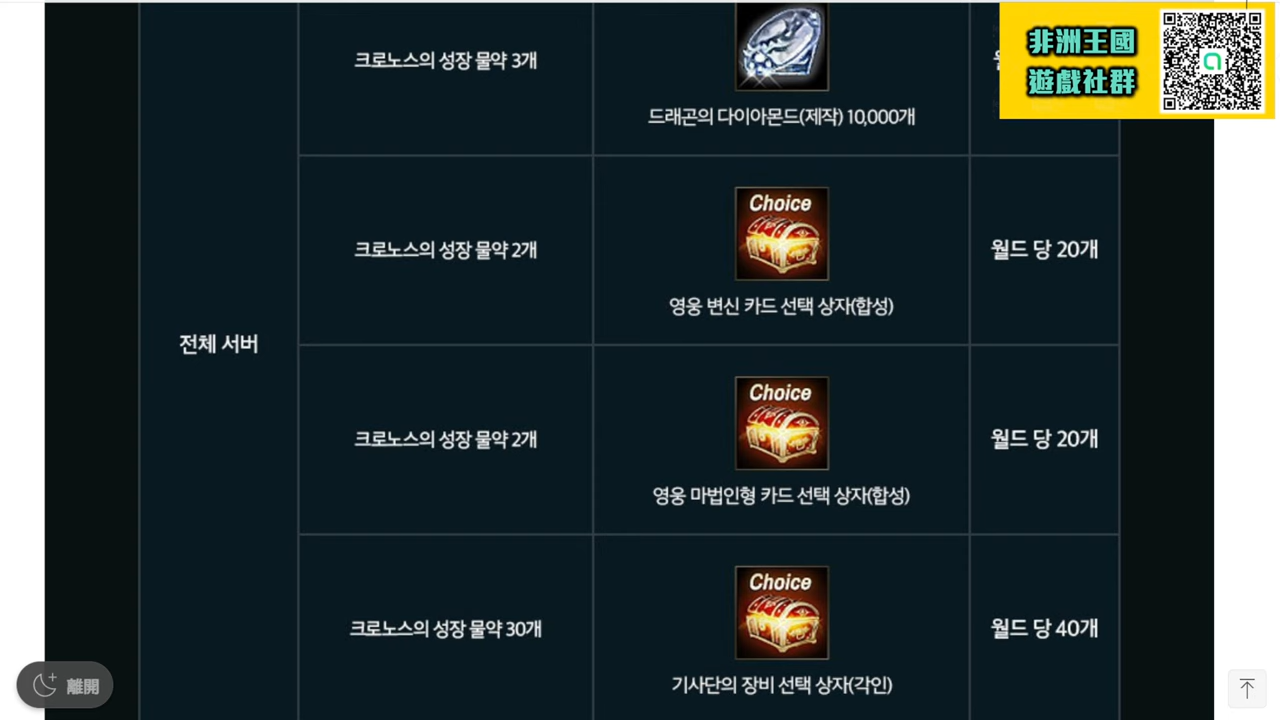 크로노스의 성장 물약 3개
드래곤의 다이아몬드(제작) 10,000개
非洲王國
遊戲社群
전체 서버
크로노스의 성장 물약 2개
Choice
영웅 변신 카드 선택 상자(합성)
월드 당 20개
크로노스의 성장 물약 2개
Choice
영웅 마법인형 카드 선택 상자(합성)
월드 당 20개
크로노스의 성장 물약 30개
Choice
기사단의 장비 선택 상자(각인)
월드 당 40개
離開